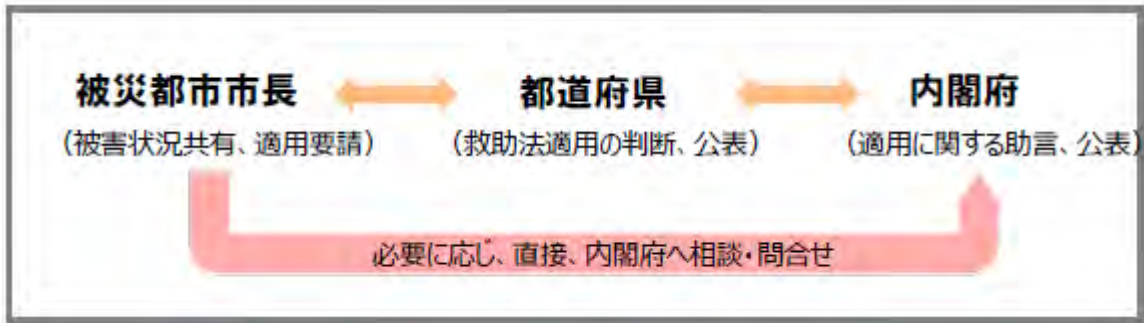 被災都市市長 都道府県 内閣府
（被害状況共有、適用要請） （救助法適用の判断、公表） （適用に関する助言、公表）
必要に応じ、直接、内閣府へ相談・問合せ